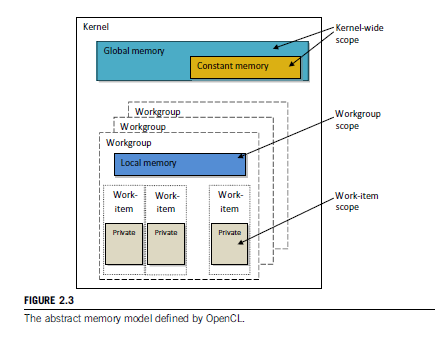 Kernel
Kernel-wide
scope
Global memory
Constant memory
Workgroup
Workgroup
Workgroup
Workgroup
scope
Local memory
Work-
item
Work-
item
Work-
item
Work-item
scope
Private
Private
Private
FIGURE 2.3
The abstract memory model defined by OpenCL.